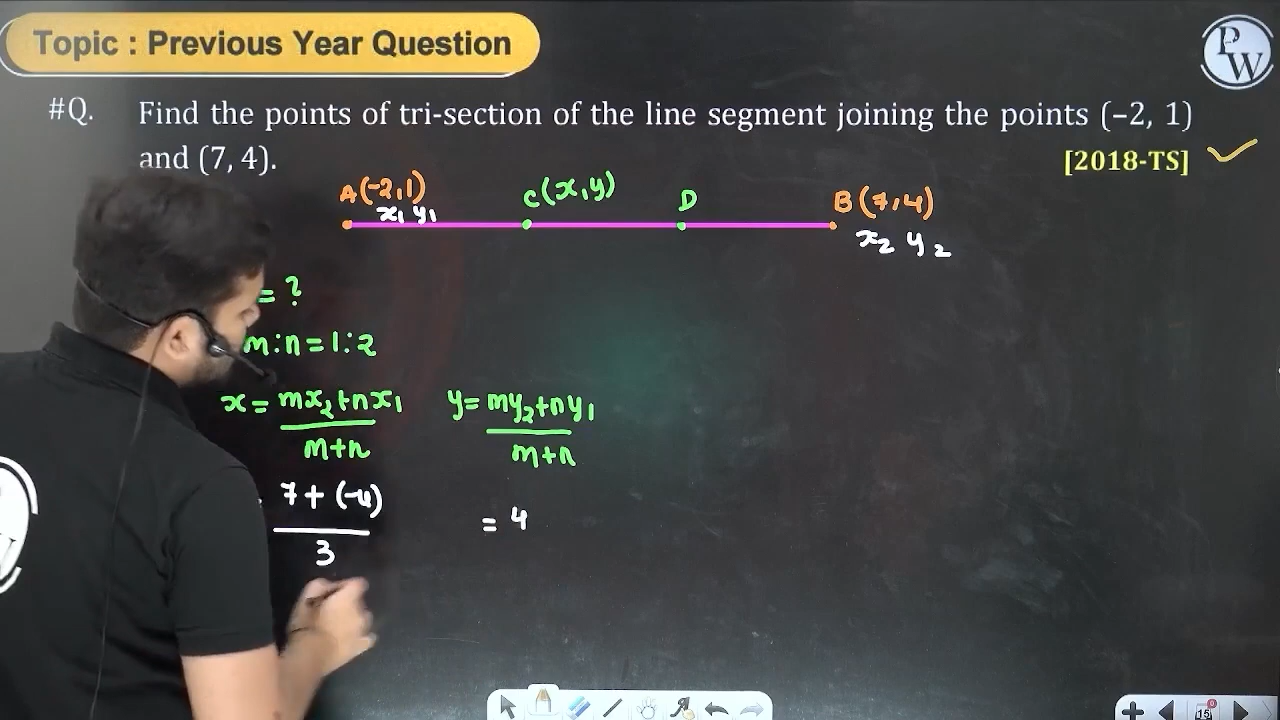 Topic : Previous Year Question
PW
#Q. Find the points of tri-section of the line segment joining the points (–2, 1)
and (7, 4). [2018-TS]
A(-2,1) C(x,y) D B(7,4)
x₁ y₁ x₂ y₂
= ?
m:n = 1:2
x = mx₂+nx₁ y = my₂+ny₁
m+n m+n
7 + (-4) = 4
3
W
15